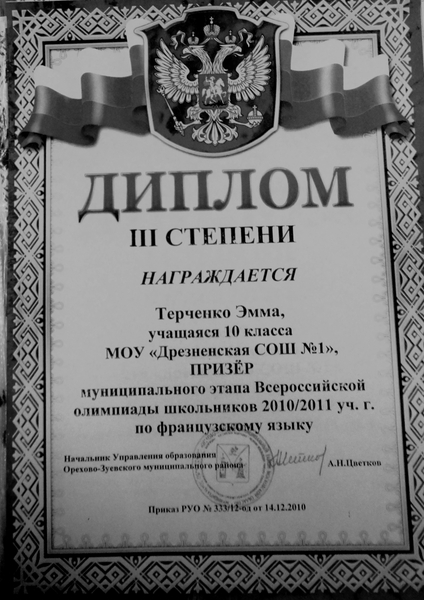 ДИПЛОМ
III СТЕПЕНИ
НАГРАЖДАЕТСЯ
Терченко Эмма,
учащаяся 10 класса
МОУ «Дрезненская СОШ №1»,
ПРИЗЁР
муниципального этапа Всероссийской
олимпиады школьников 2010/2011 уч. г.
по французскому языку
Начальник Управления образования
Орехово-Зуевского муниципального района
А.Н.Цветков
Приказ РУО № 333/12-од от 14.12.2010